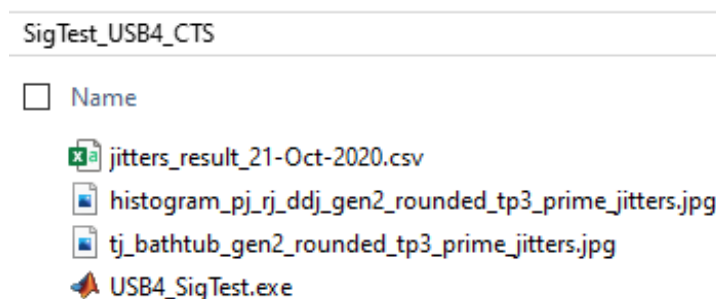 SigTest_USB4_CTS
Name
jitters_result_21-Oct-2020.csv
histogram_pj_rj_ddj_gen2_rounded_tp3_prime_jitters.jpg
tj_bathtub_gen2_rounded_tp3_prime_jitters.jpg
USB4_SigTest.exe